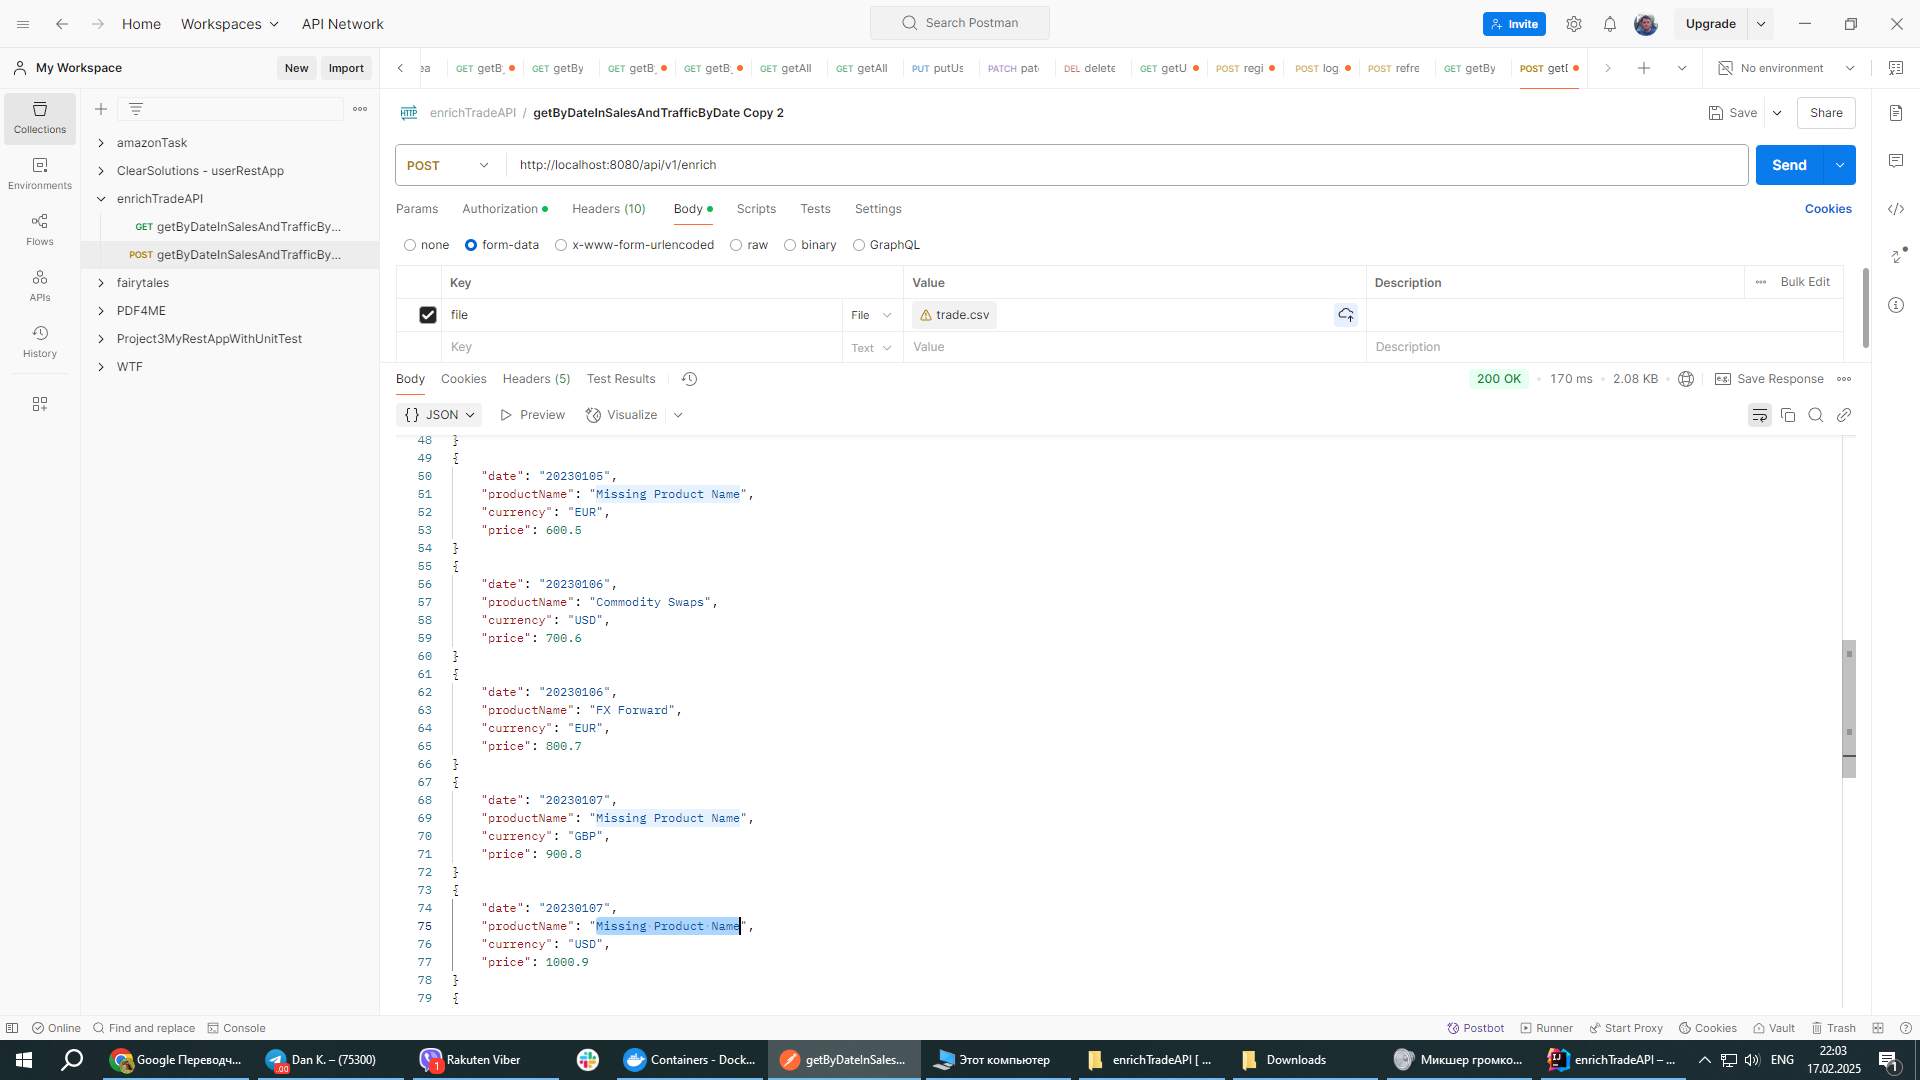 Home
Workspaces
API Network
Search Postman
Invite
Upgrade
My Workspace
New
Import
GET getB
GET getBy
GET getB
GET getB
GET getAll
GET getAll
PUT putUs
PATCH pat
DEL delete
GET getU
POST regi
POST log
POST refre
GET getBy
POST get
No environment
Collections
Environments
Flows
APIs
History
amazonTask
ClearSolutions - userRestApp
enrichTradeAPI
GET getByDateInSalesAndTrafficBy...
POST getByDateInSalesAndTrafficBy...
fairytales
PDF4ME
Project3MyRestAppWithUnitTest
WTF
HTTP enrichTradeAPI / getByDateInSalesAndTrafficByDate Copy 2
Save
Share
POST
http://localhost:8080/api/v1/enrich
Send
Params
Authorization
Headers (10)
Body
Scripts
Tests
Settings
Cookies
none
form-data
x-www-form-urlencoded
raw
binary
GraphQL
Key
Value
Description
Bulk Edit
file
File
trade.csv
Key
Text
Value
Description
Body
Cookies
Headers (5)
Test Results
200 OK
170 ms
2.08 KB
e.g.
Save Response
{} JSON
Preview
Visualize
48 }
49 {
50 "date": "20230105",
51 "productName": "Missing Product Name",
52 "currency": "EUR",
53 "price": 600.5
54 }
55 {
56 "date": "20230106",
57 "productName": "Commodity Swaps",
58 "currency": "USD",
59 "price": 700.6
60 }
61 {
62 "date": "20230106",
63 "productName": "FX Forward",
64 "currency": "EUR",
65 "price": 800.7
66 }
67 {
68 "date": "20230107",
69 "productName": "Missing Product Name",
70 "currency": "GBP",
71 "price": 900.8
72 }
73 {
74 "date": "20230107",
75 "productName": "Missing Product Name",
76 "currency": "USD",
77 "price": 1000.9
78 }
79 {
Online
Find and replace
Console
Postbot
Runner
Start Proxy
Cookies
Vault
Trash
Google Переводч...
Dan K. – (75300)
Rakuten Viber
1
Containers - Dock...
getByDateInSales...
Этот компьютер
enrichTradeAPI [ ...
Downloads
Микшер громко...
enrichTradeAPI – ...
ENG
22:03
17.02.2025
1